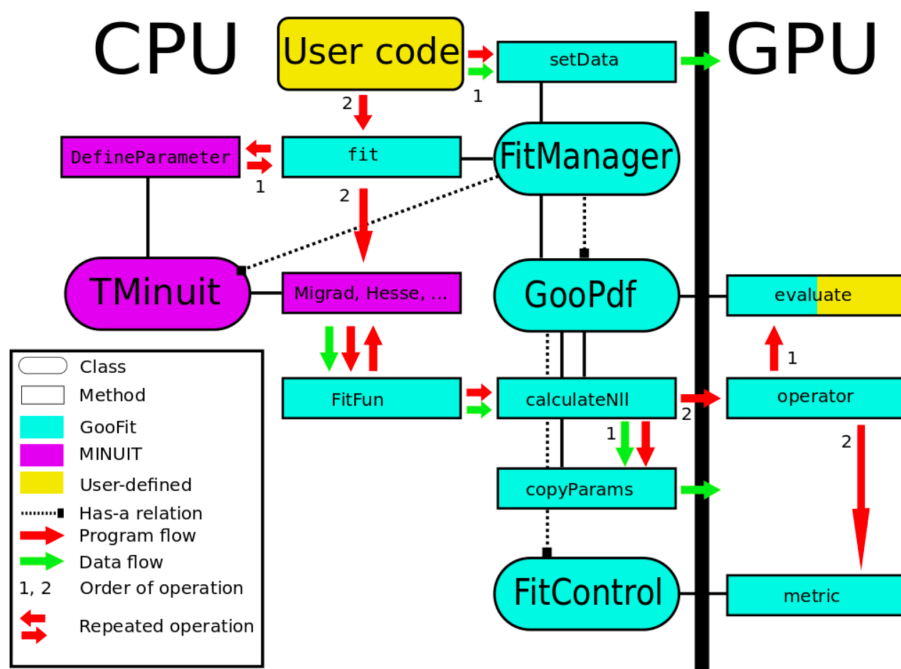 CPU
GPU
User code
setData
1
2
DefineParameter
fit
FitManager
1
2
TMinuit
Migrad, Hesse, ...
GooPdf
evaluate
1
FitFun
calculateNll
2
operator
1
2
copyParams
FitControl
metric
Class
Method
GooFit
MINUIT
User-defined
Has-a relation
Program flow
Data flow
1, 2 Order of operation
Repeated operation